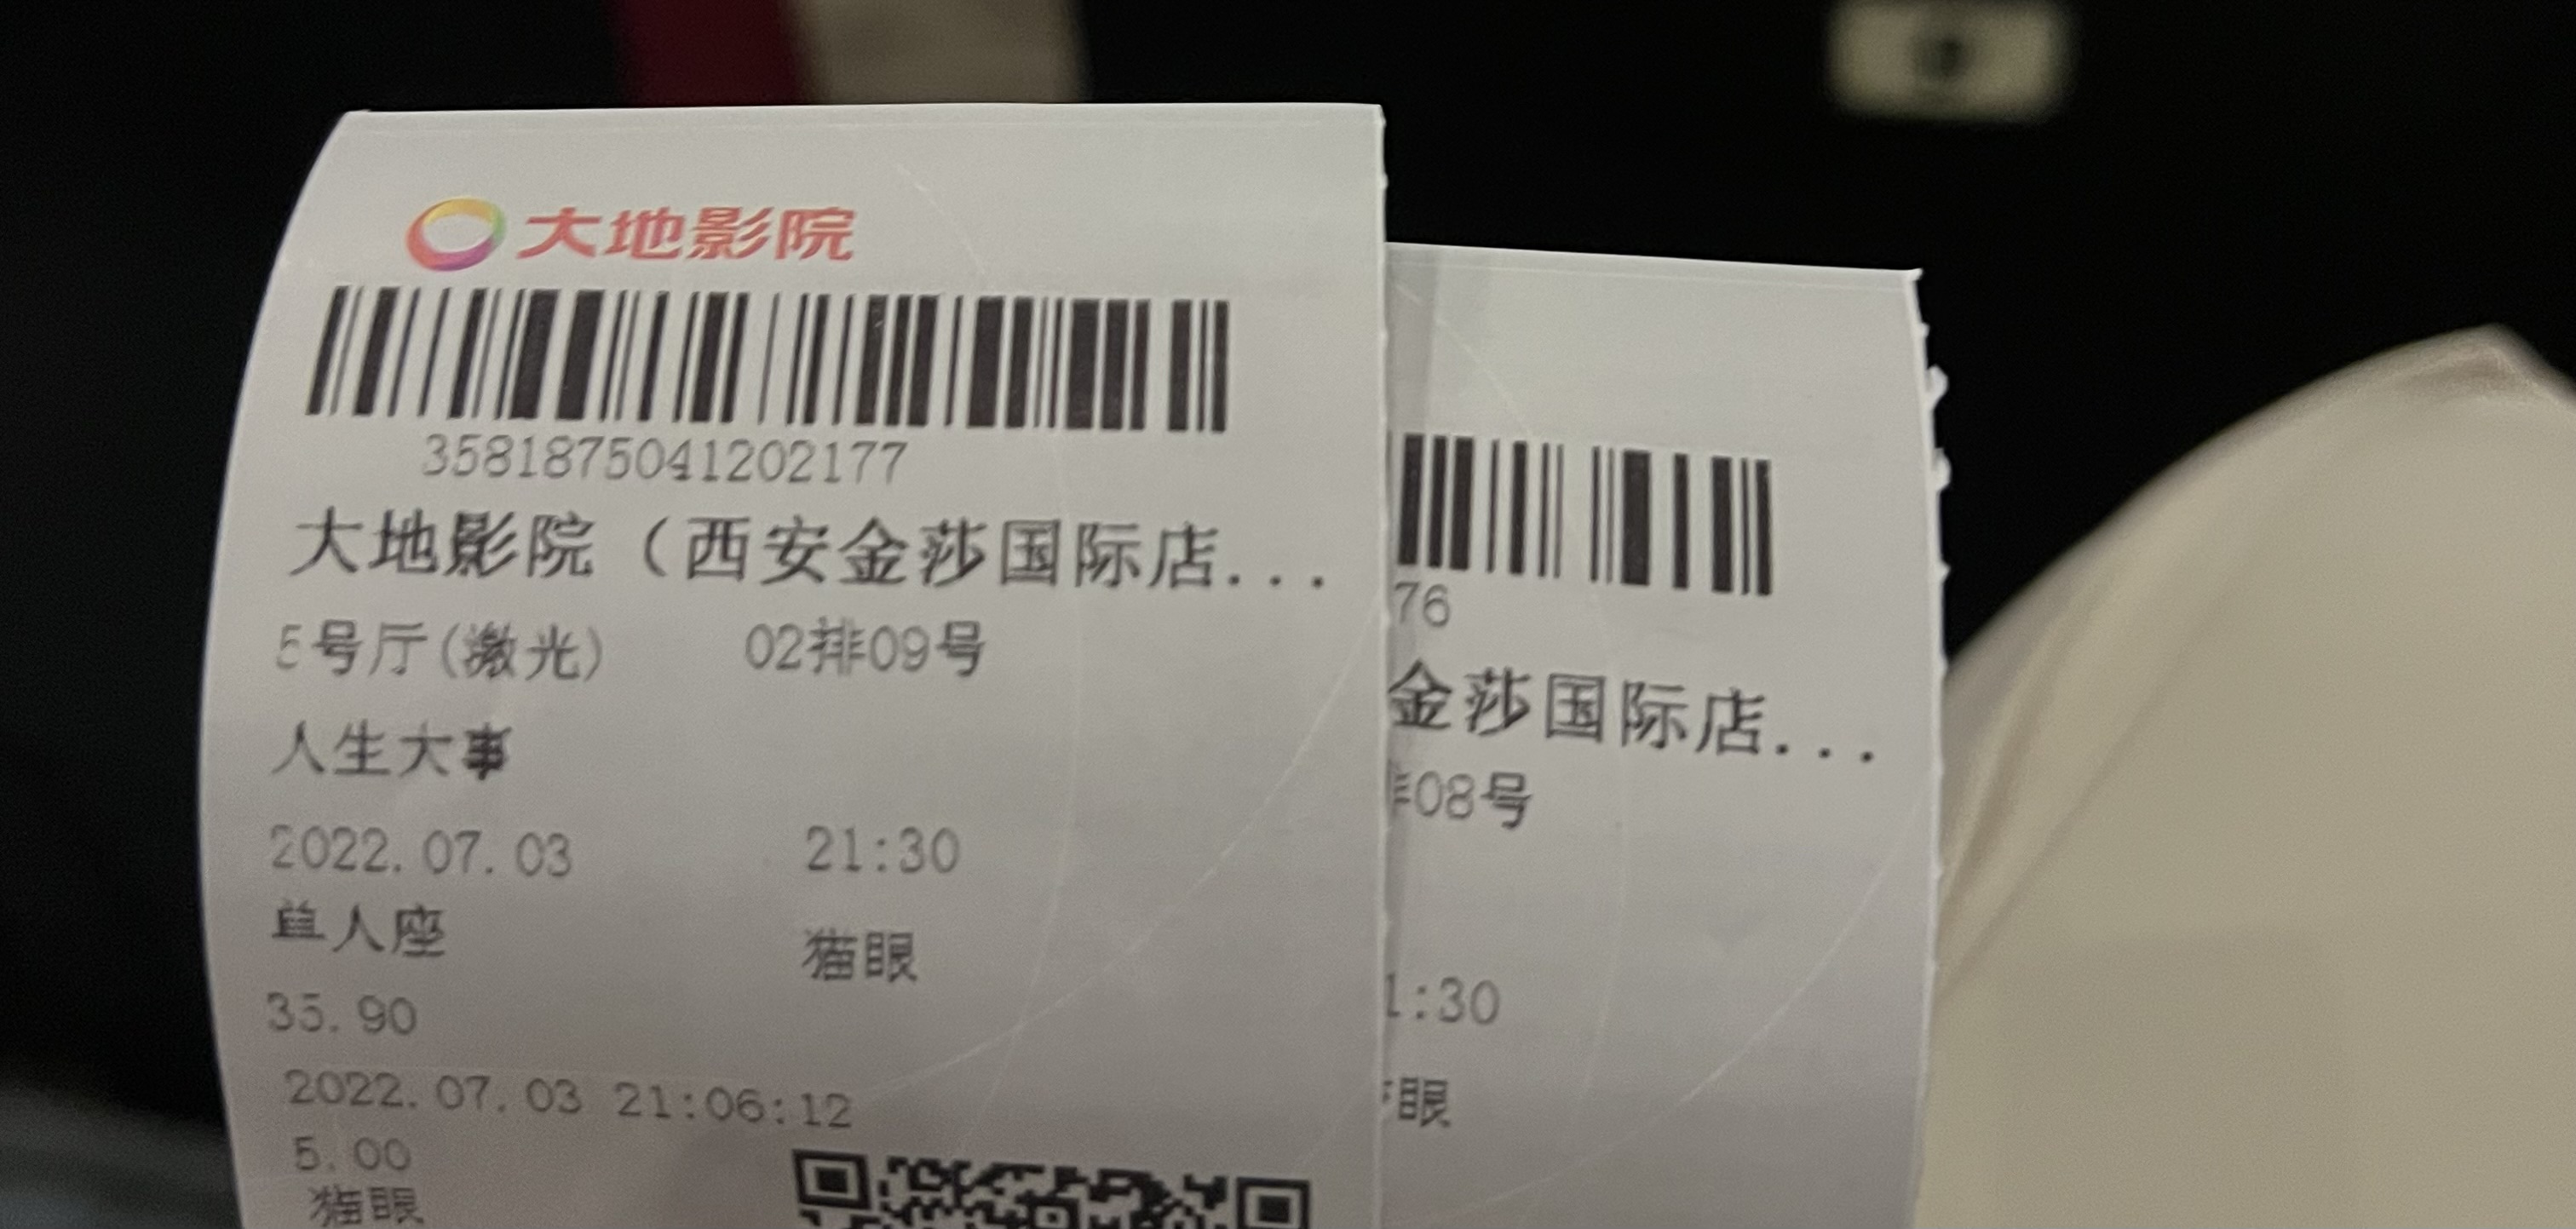 大地影院
3581875041202177
大地影院（西安金莎国际店...
5号厅(激光) 02排09号
人生大事
2022.07.03 21:30
单人座 猫眼
35.90
2022.07.03 21:06:12
5.00
猫眼
76
金莎国际店...
08号
1:30
眼